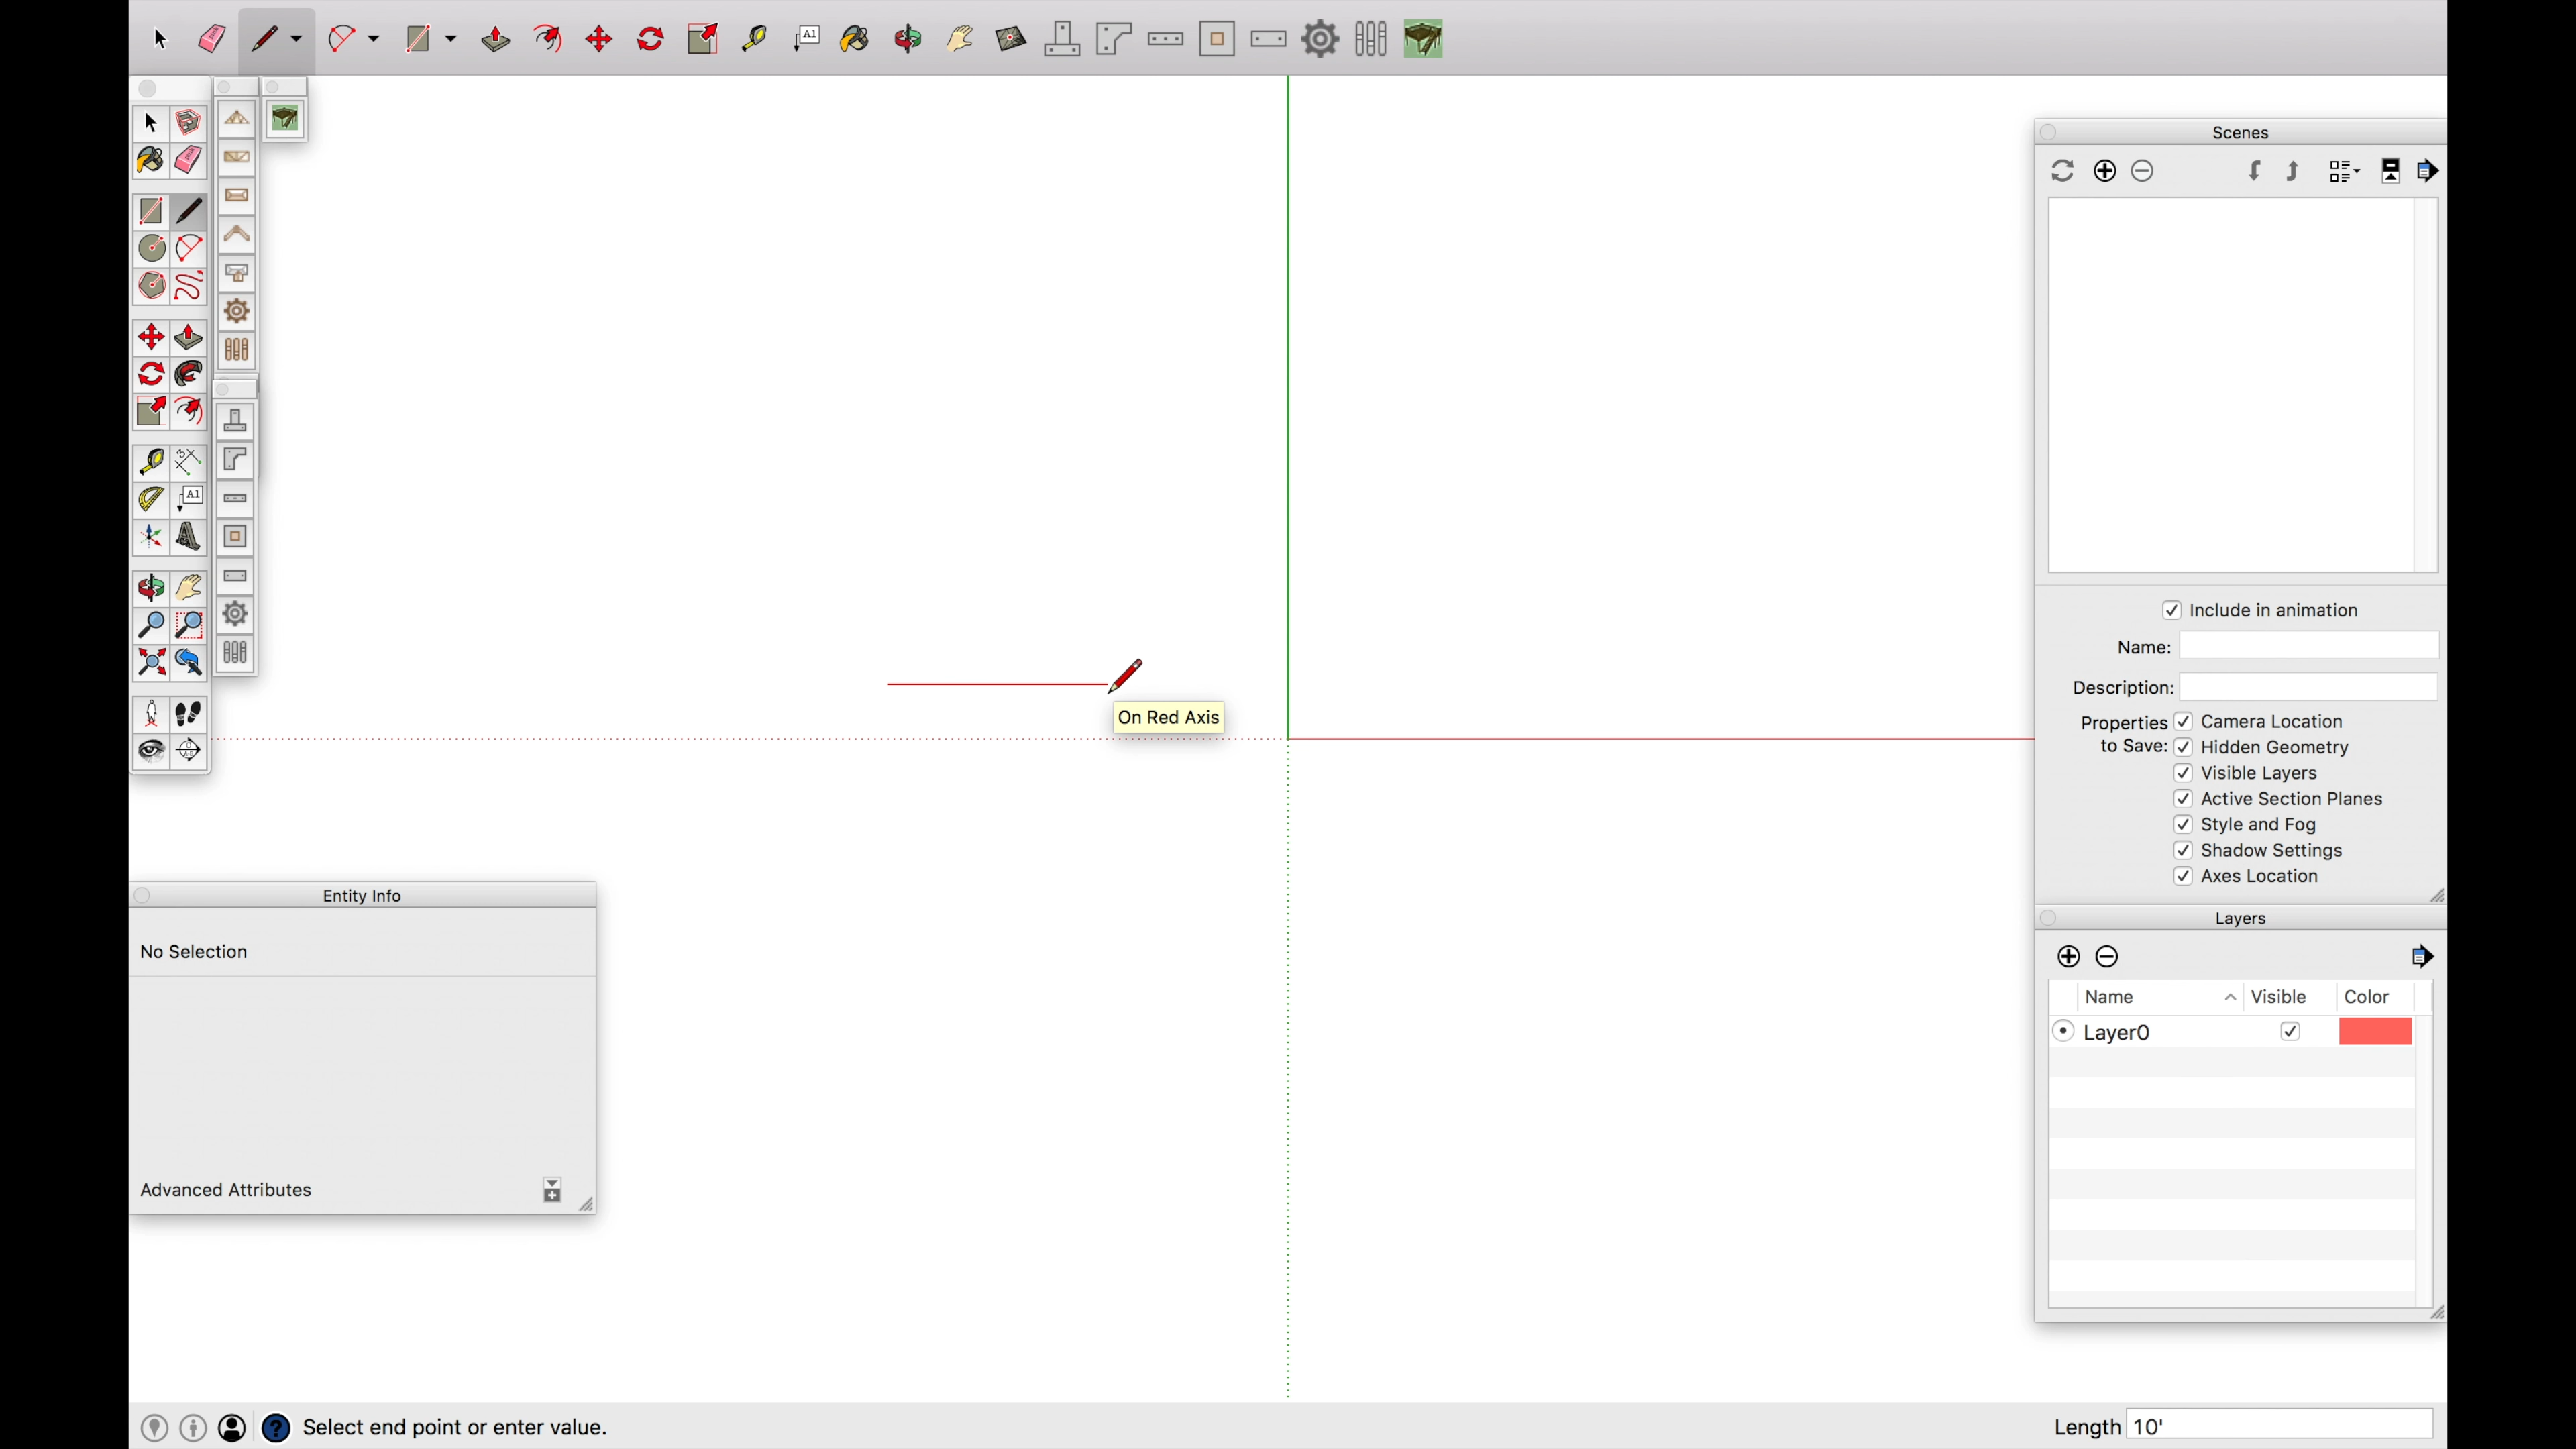 A1
Scenes
Include in animation
Name:
Description:
Properties
to Save:
Camera Location
Hidden Geometry
Visible Layers
Active Section Planes
Style and Fog
Shadow Settings
Axes Location
On Red Axis
Entity Info
No Selection
Advanced Attributes
Layers
Name Visible Color
Layer0
Select end point or enter value.
Length 10'